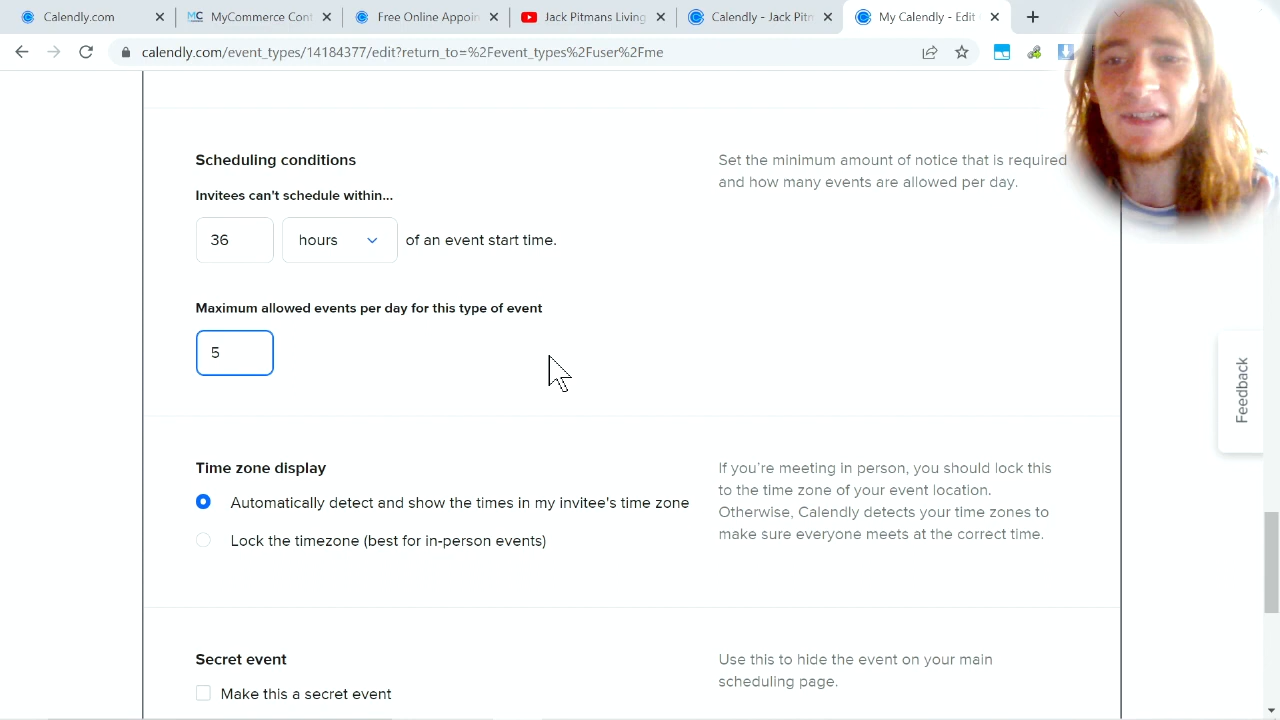 Calendly.com
MyCommerce Cont
Free Online Appoin
Jack Pitmans Living
Calendly - Jack Pitm
My Calendly - Edit
calendly.com/event_types/14184377/edit?return_to=%2Fevent_types%2Fuser%2Fme
Scheduling conditions
Set the minimum amount of notice that is required
and how many events are allowed per day.
Invitees can't schedule within...
36
hours
of an event start time.
Maximum allowed events per day for this type of event
5
Feedback
Time zone display
Automatically detect and show the times in my invitee's time zone
Lock the timezone (best for in-person events)
If you're meeting in person, you should lock this
to the time zone of your event location.
Otherwise, Calendly detects your time zones to
make sure everyone meets at the correct time.
Secret event
Make this a secret event
Use this to hide the event on your main
scheduling page.